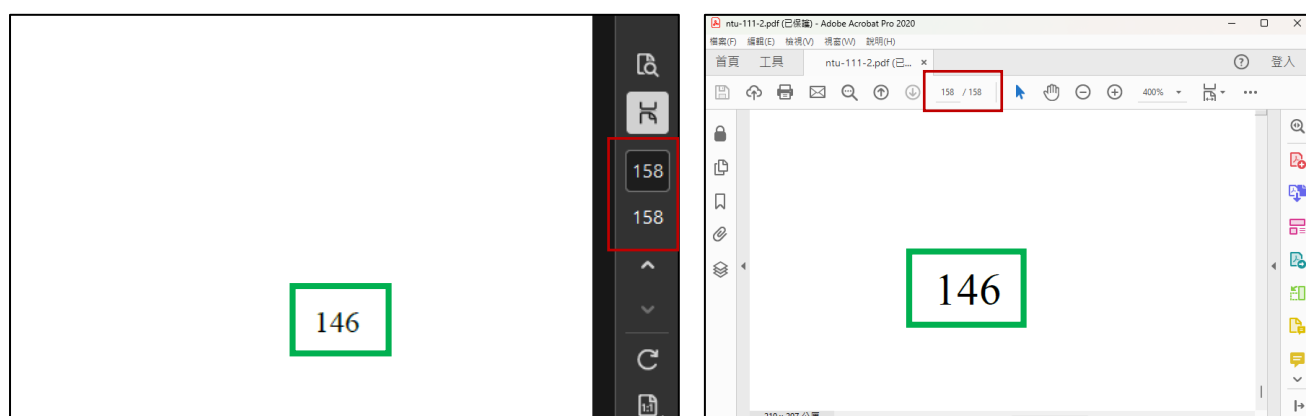 158
158
146
1:1
ntu-111-2.pdf (已保護) - Adobe Acrobat Pro 2020
檔案(F) 編輯(E) 檢視(V) 視窗(W) 說明(H)
首頁 工具 ntu-111-2.pdf (已... × 登入
158 / 158 400%
146